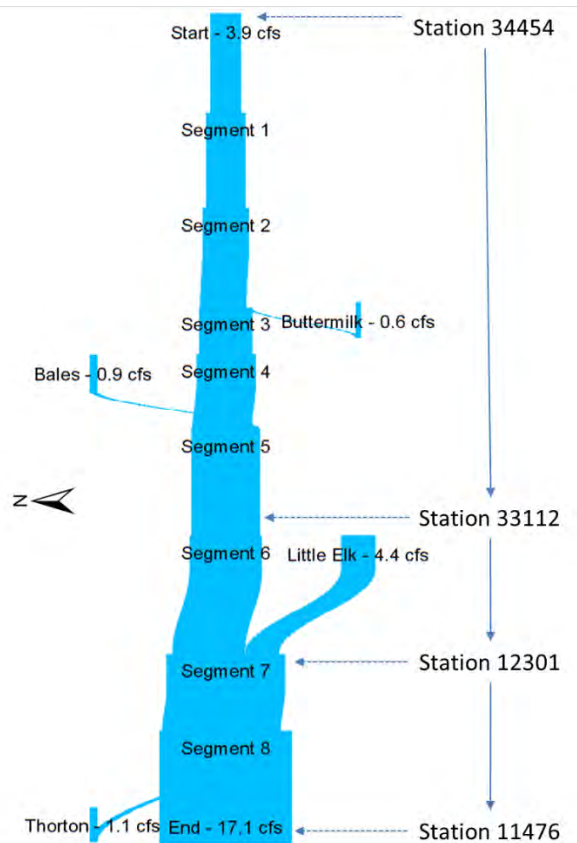 Start - 3.9 cfs
Station 34454
Segment 1
Segment 2
Segment 3
Buttermilk - 0.6 cfs
Bales - 0.9 cfs
Segment 4
Segment 5
N
Station 33112
Segment 6
Little Elk - 4.4 cfs
Segment 7
Station 12301
Segment 8
Thorton - 1.1 cfs
End - 17,1 cfs
Station 11476